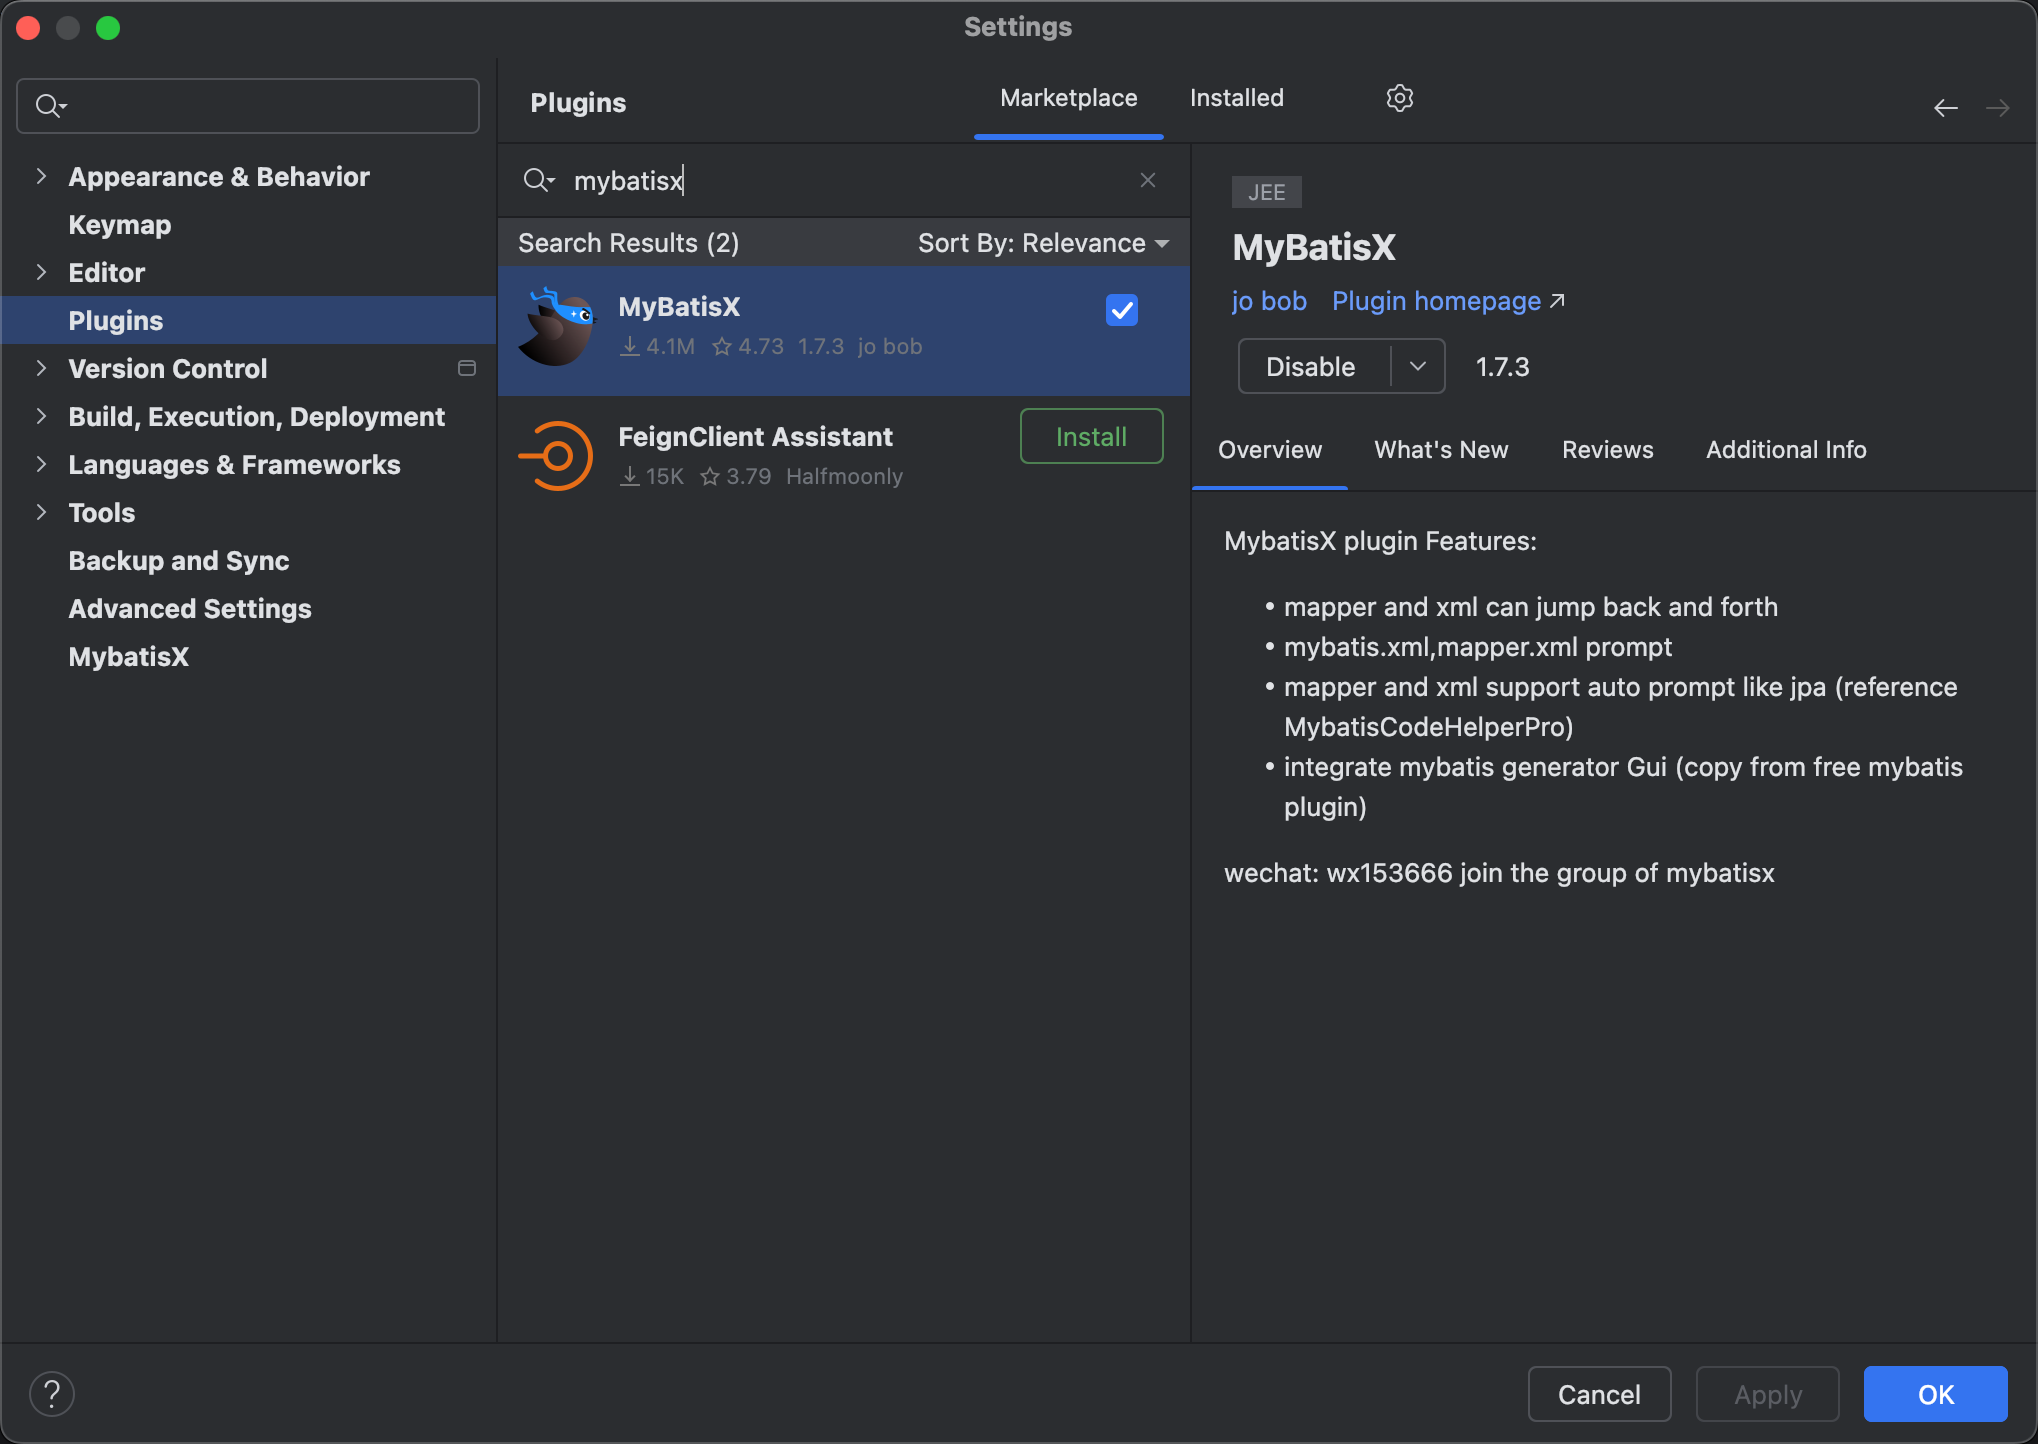 Settings
Appearance & Behavior
Keymap
Editor
Plugins
Version Control
Build, Execution, Deployment
Languages & Frameworks
Tools
Backup and Sync
Advanced Settings
MybatisX
Plugins
Marketplace
Installed
mybatisx
Search Results (2)
Sort By: Relevance
MyBatisX
4.1M 4.73 1.7.3 jo bob
FeignClient Assistant
15K 3.79 Halfmoonly
Install
JEE
MyBatisX
jo bob Plugin homepage ↗
Disable
1.7.3
Overview
What's New
Reviews
Additional Info
MybatisX plugin Features:
• mapper and xml can jump back and forth
• mybatis.xml,mapper.xml prompt
• mapper and xml support auto prompt like jpa (reference
MybatisCodeHelperPro)
• integrate mybatis generator Gui (copy from free mybatis
plugin)
wechat: wx153666 join the group of mybatisx
?
Cancel
Apply
OK